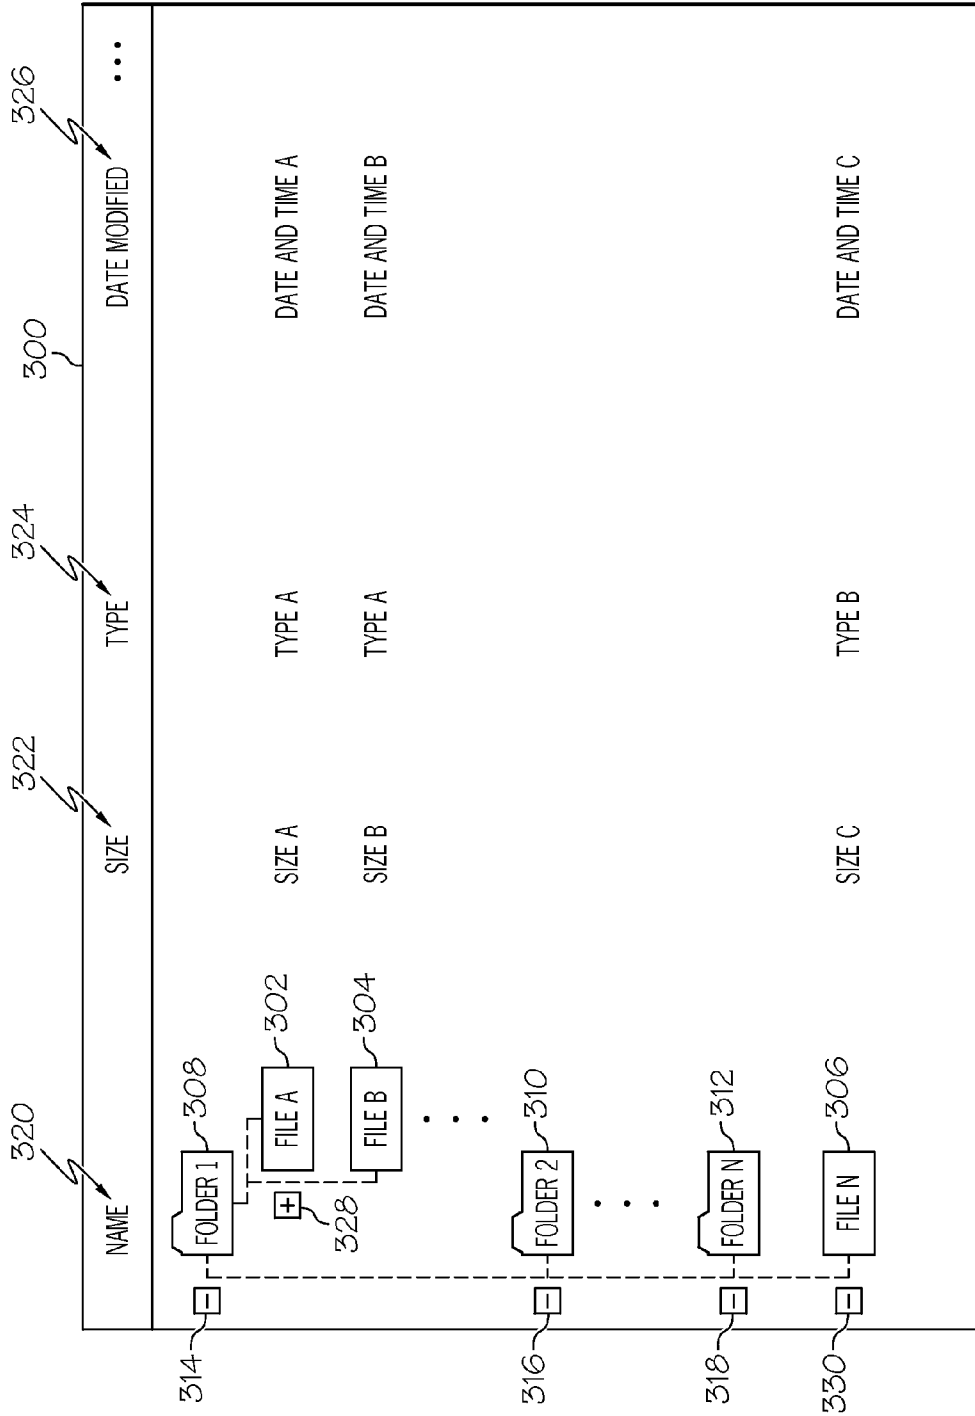 320 322 324 300 326
NAME SIZE TYPE DATE MODIFIED ...
314 - FOLDER 1 308
328 + FILE A 302 SIZE A TYPE A DATE AND TIME A
FILE B 304 SIZE B TYPE A DATE AND TIME B
316 - FOLDER 2 310
318 - FOLDER N 312
330 - FILE N 306 SIZE C TYPE B DATE AND TIME C